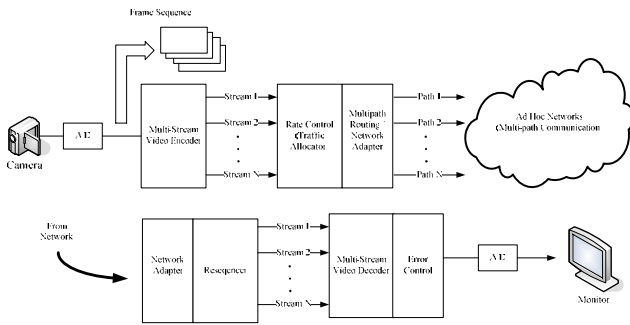 Frame Sequence
A/E
Camera
Multi-Stream
Video Encoder
Stream 1
Stream 2
Stream N
Rate Control
(Traffic
Allocator
Multipath
Routing /
Network
Adapter
Path 1
Path 2
Path N
Ad Hoc Networks
(Multi-path Communication
From
Network
Network
Adapter
Reseqencer
Stream 1
Stream 2
Stream N
Multi-Stream
Video Decoder
Error
Control
A/E
Monitor